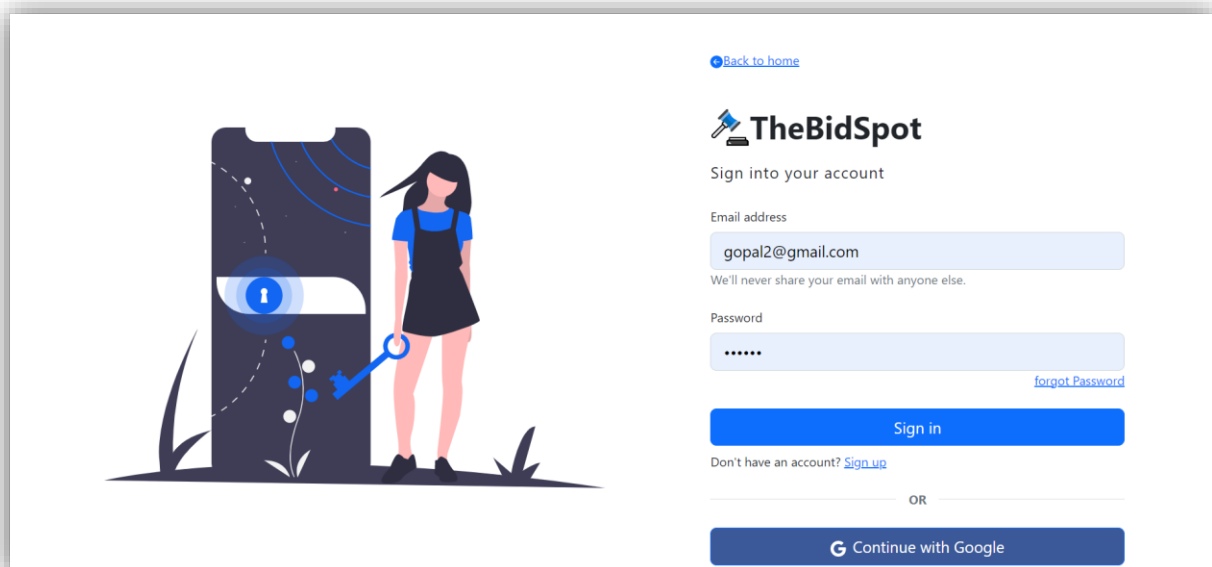 Back to home
TheBidSpot
Sign into your account
Email address
gopal2@gmail.com
We'll never share your email with anyone else.
Password
••••••
forgot Password
Sign in
Don't have an account? Sign up
OR
Continue with Google